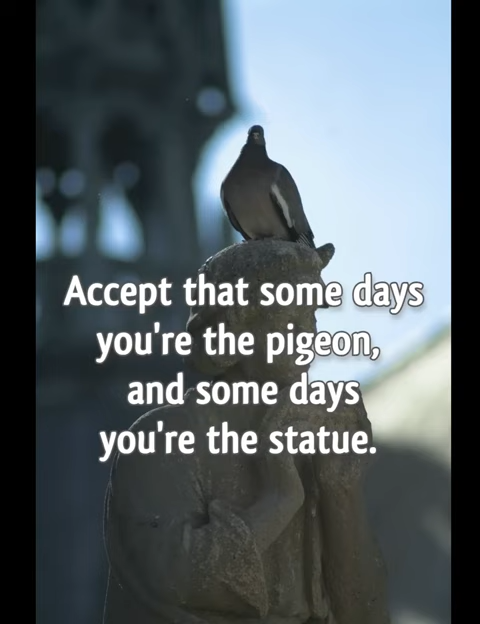 Accept that some days
you're the pigeon,
and some days
you're the statue.